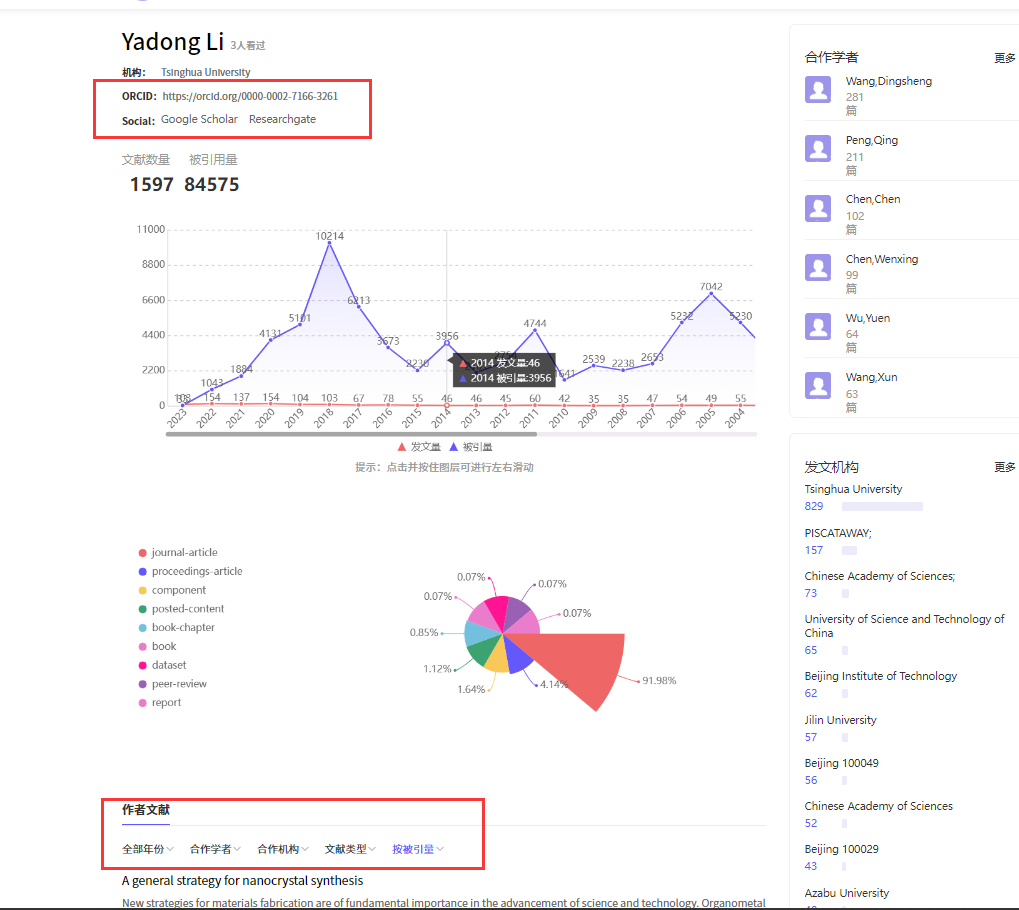 Yadong Li 3人看过
机构： Tsinghua University
ORCID: https://orcid.org/0000-0002-7166-3261
Social: Google Scholar Researchgate
文献数量 被引用量
1597 84575
11000
8800
6600
4400
2200
0
1043
1884
4131
5101
10214
6213
3673
2230
3956
4744
2539
2238
2653
5232
7042
5230
2014 发文量:46
2014 被引量:3956
154 137 154 104 103 67 78 55 46 46 45 60 42 35 35 47 54 49 55
2023 2022 2021 2020 2019 2018 2017 2016 2015 2014 2013 2012 2011 2010 2009 2008 2007 2006 2005 2004
发文量 被引量
提示：点击并按住图层可进行左右滑动
journal-article
proceedings-article
component
posted-content
book-chapter
book
dataset
peer-review
report
0.07%
0.07%
0.07%
0.07%
0.85%
1.12%
1.64%
4.14%
91.98%
作者文献
全部年份 合作学者 合作机构 文献类型 按被引量
A general strategy for nanocrystal synthesis
New strategies for materials fabrication are of fundamental importance in the advancement of science and technology. Organometal
合作学者 更多
Wang,Dingsheng
281
篇
Peng,Qing
211
篇
Chen,Chen
102
篇
Chen,Wenxing
99
篇
Wu,Yuen
64
篇
Wang,Xun
63
篇
发文机构 更多
Tsinghua University
829
PISCATAWAY;
157
Chinese Academy of Sciences;
73
University of Science and Technology of
China
65
Beijing Institute of Technology
62
Jilin University
57
Beijing 100049
56
Chinese Academy of Sciences
52
Beijing 100029
43
Azabu University